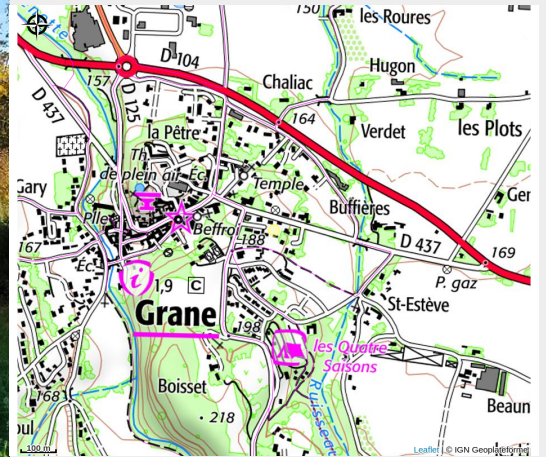 150
les Roures
D 104
Hugon
157
Chaliac
D 437
D 125
164
la Pêtre
Verdet
les Plots
Th.
de plein air
Ec.
Temple
Gary
Plle
Buffières
Beffroi
188
D 437
167
169
Ec.
P. gaz
i
1,9
C
St-Estève
Grane
198
les Quatre
Saisons
Boisset
Ruisseau
168
Beaun
218
100 m
Leaflet | © IGN Geoplateforme